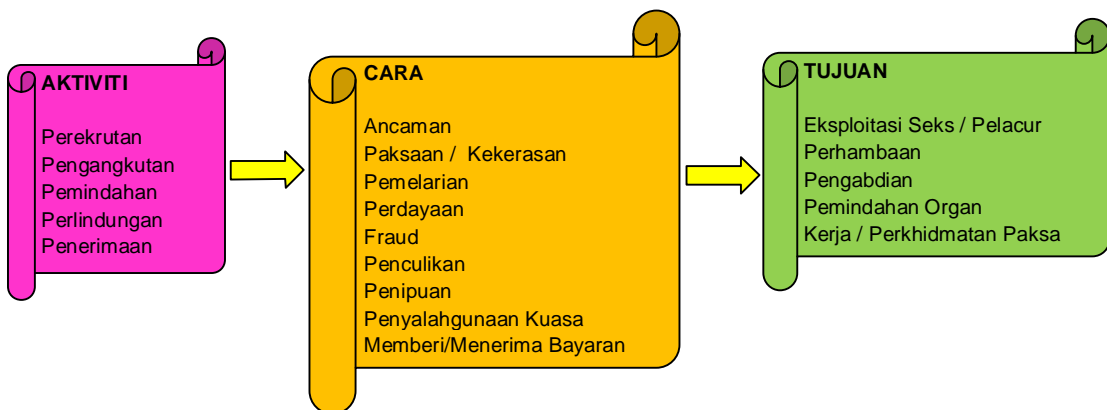 AKTIVITI
Perekrutan
Pengangkutan
Pemindahan
Perlindungan
Penerimaan
CARA
Ancaman
Paksaan / Kekerasan
Pemelarian
Perdayaan
Fraud
Penculikan
Penipuan
Penyalahgunaan Kuasa
Memberi/Menerima Bayaran
TUJUAN
Eksploitasi Seks / Pelacur
Perhambaan
Pengabdian
Pemindahan Organ
Kerja / Perkhidmatan Paksa